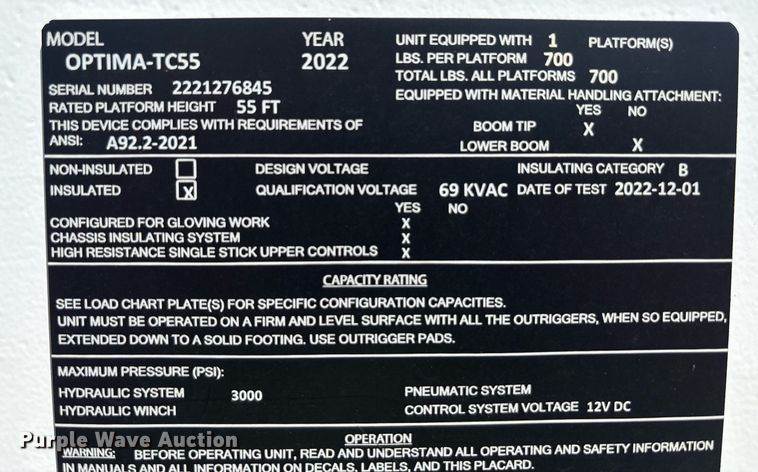 MODEL YEAR UNIT EQUIPPED WITH 1 PLATFORM(S)
OPTIMA-TC55 2022 LBS. PER PLATFORM 700
TOTAL LBS. ALL PLATFORMS 700
SERIAL NUMBER 2221276845 EQUIPPED WITH MATERIAL HANDLING ATTACHMENT:
RATED PLATFORM HEIGHT 55 FT YES NO
THIS DEVICE COMPLIES WITH REQUIREMENTS OF BOOM TIP X
ANSI: A92.2-2021 LOWER BOOM X
NON-INSULATED DESIGN VOLTAGE INSULATING CATEGORY B
INSULATED X QUALIFICATION VOLTAGE 69 KVAC DATE OF TEST 2022-12-01
YES NO
CONFIGURED FOR GLOVING WORK X
CHASSIS INSULATING SYSTEM X
HIGH RESISTANCE SINGLE STICK UPPER CONTROLS X
CAPACITY RATING
SEE LOAD CHART PLATE(S) FOR SPECIFIC CONFIGURATION CAPACITIES.
UNIT MUST BE OPERATED ON A FIRM AND LEVEL SURFACE WITH ALL THE OUTRIGGERS, WHEN SO EQUIPPED,
EXTENDED DOWN TO A SOLID FOOTING. USE OUTRIGGER PADS.
MAXIMUM PRESSURE (PSI):
HYDRAULIC SYSTEM 3000 PNEUMATIC SYSTEM
HYDRAULIC WINCH CONTROL SYSTEM VOLTAGE 12V DC
Purple Wave Auction
OPERATION
WARNING: BEFORE OPERATING UNIT, READ AND UNDERSTAND ALL OPERATING AND SAFETY INFORMATION
IN MANUALS AND ALL INFORMATION ON DECALS, LABELS, AND THIS PLACARD.